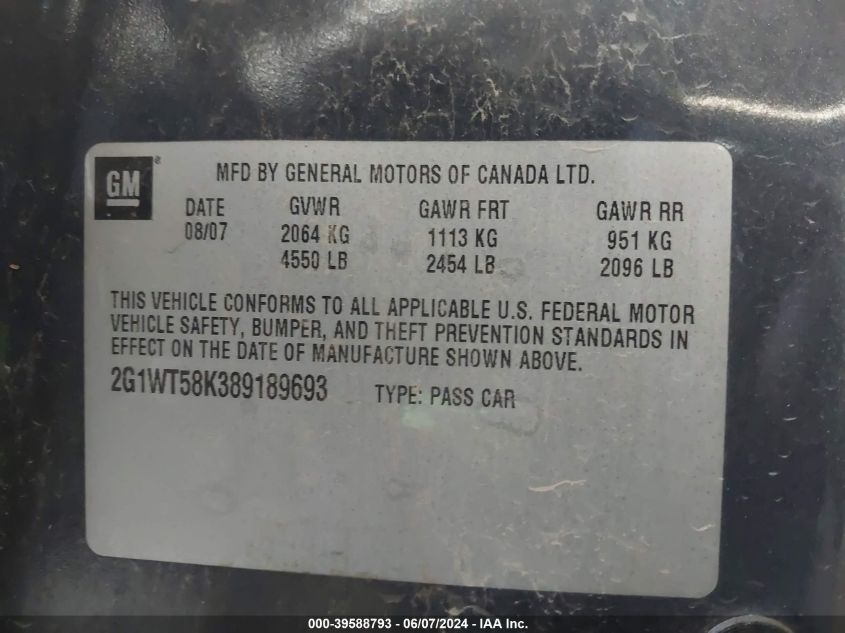 GM®
MFD BY GENERAL MOTORS OF CANADA LTD.
DATE GVWR GAWR FRT GAWR RR
08/07 2064 KG 1113 KG 951 KG
4550 LB 2454 LB 2096 LB
THIS VEHICLE CONFORMS TO ALL APPLICABLE U.S. FEDERAL MOTOR
VEHICLE SAFETY, BUMPER, AND THEFT PREVENTION STANDARDS IN
EFFECT ON THE DATE OF MANUFACTURE SHOWN ABOVE.
2G1WT58K389189693 TYPE: PASS CAR
000-39588793 - 06/07/2024 - IAA Inc.